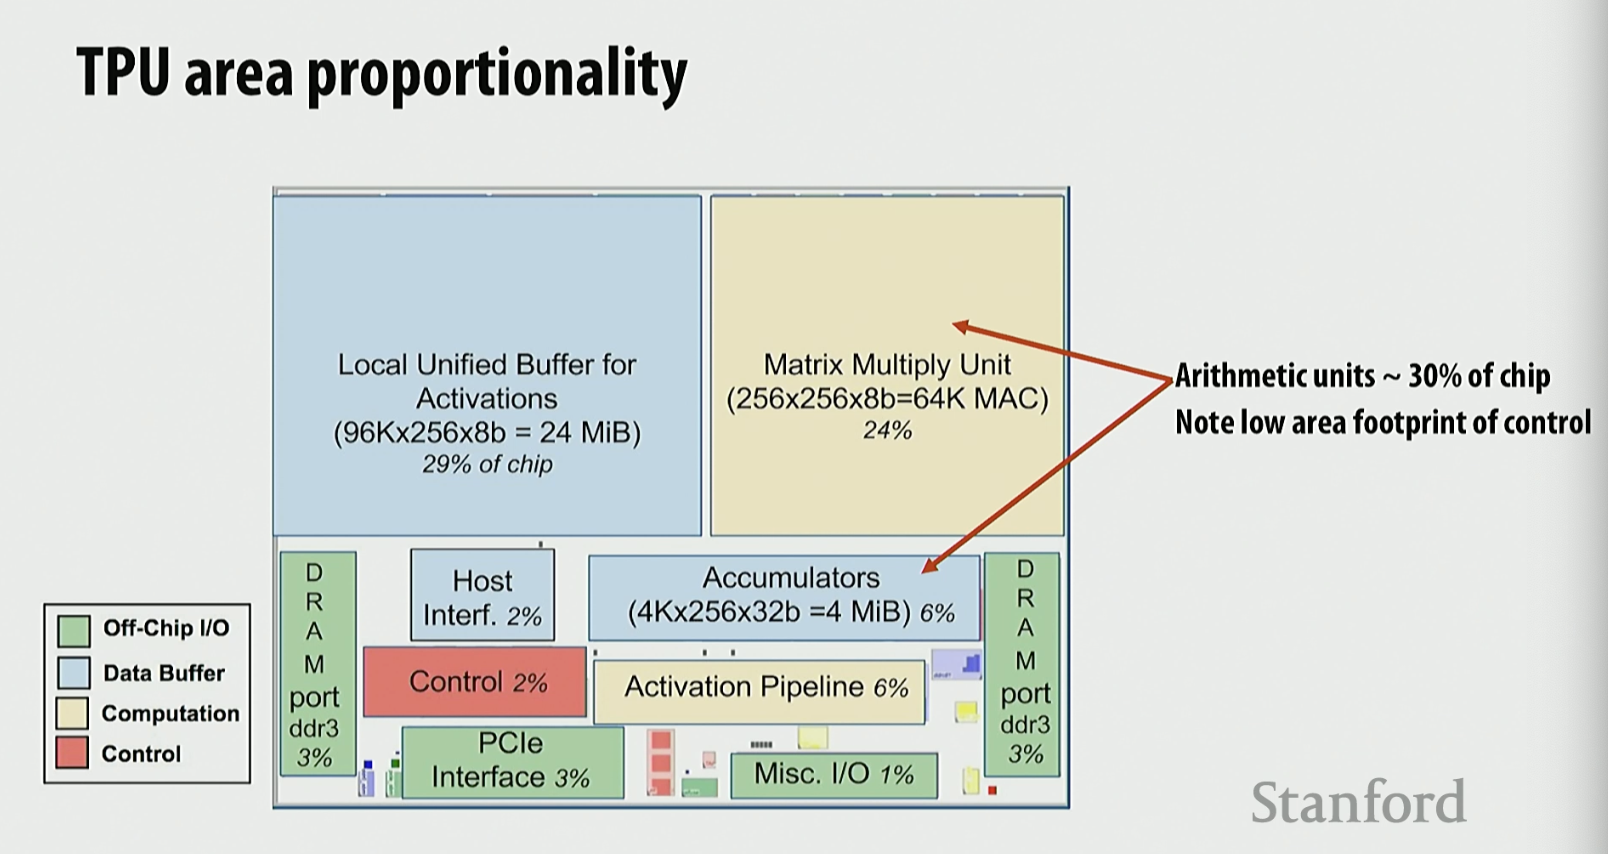 TPU area proportionality
Local Unified Buffer for
Activations
(96Kx256x8b = 24 MiB)
29% of chip
Matrix Multiply Unit
(256x256x8b=64K MAC)
24%
Arithmetic units ~ 30% of chip
Note low area footprint of control
D
R
A
M
port
ddr3
3%
Host
Interf. 2%
Accumulators
(4Kx256x32b =4 MiB) 6%
D
R
A
M
port
ddr3
3%
Control 2%
Activation Pipeline 6%
PCIe
Interface 3%
Misc. I/O 1%
Off-Chip I/O
Data Buffer
Computation
Control
Stanford